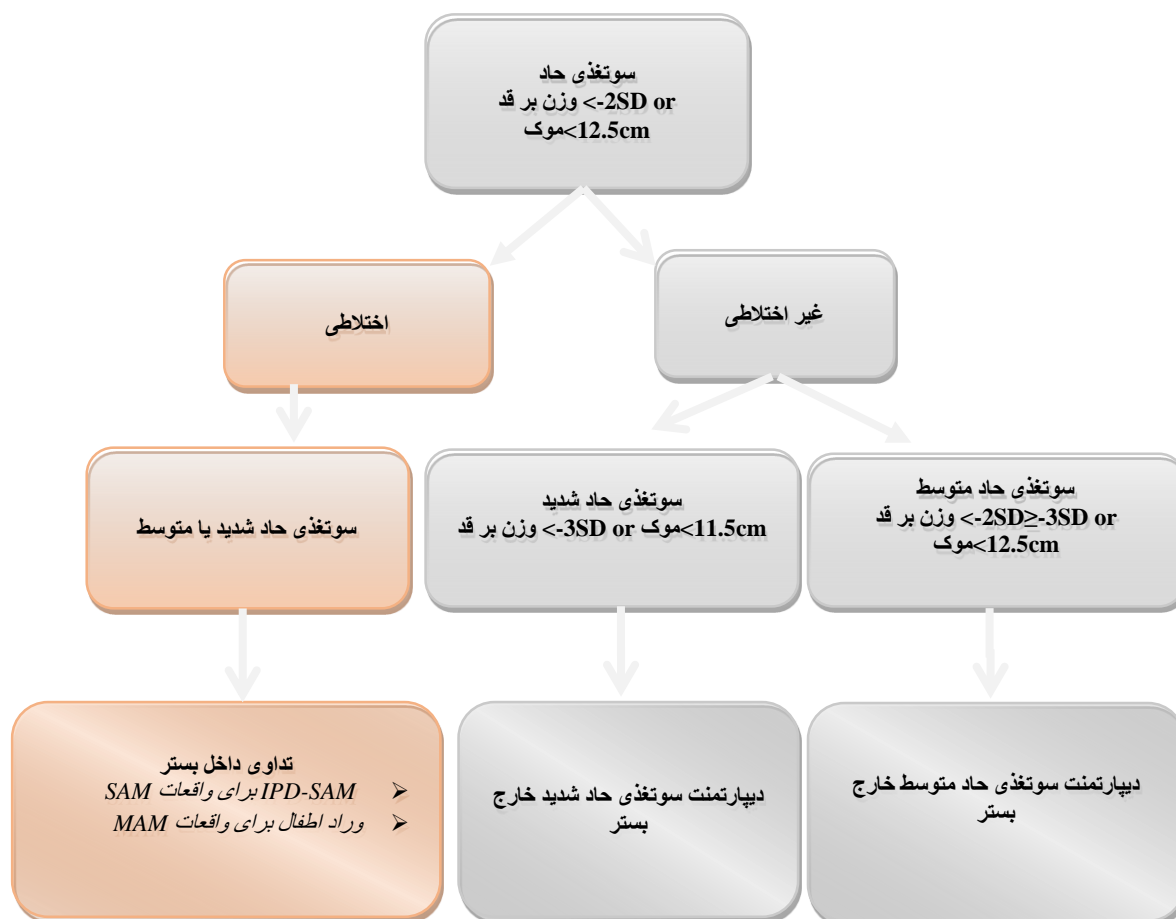 سوتغذی حاد
وزن بر قد <-2SD or
موک<12.5cm
اختلاطی
غیر اختلاطی
سوتغذی حاد شدید یا متوسط
سوتغذی حاد شدید
وزن بر قد <-3SD or موک<11.5cm
سوتغذی حاد متوسط
وزن بر قد <-2SD≥-3SD or
موک<12.5cm
تداوی داخل بستر
➢ IPD-SAM برای واقعات SAM
➢ وراد اطفال برای واقعات MAM
دیپارتمنت سوتغذی حاد شدید خارج
بستر
دیپارتمنت سوتغذی حاد متوسط خارج
بستر